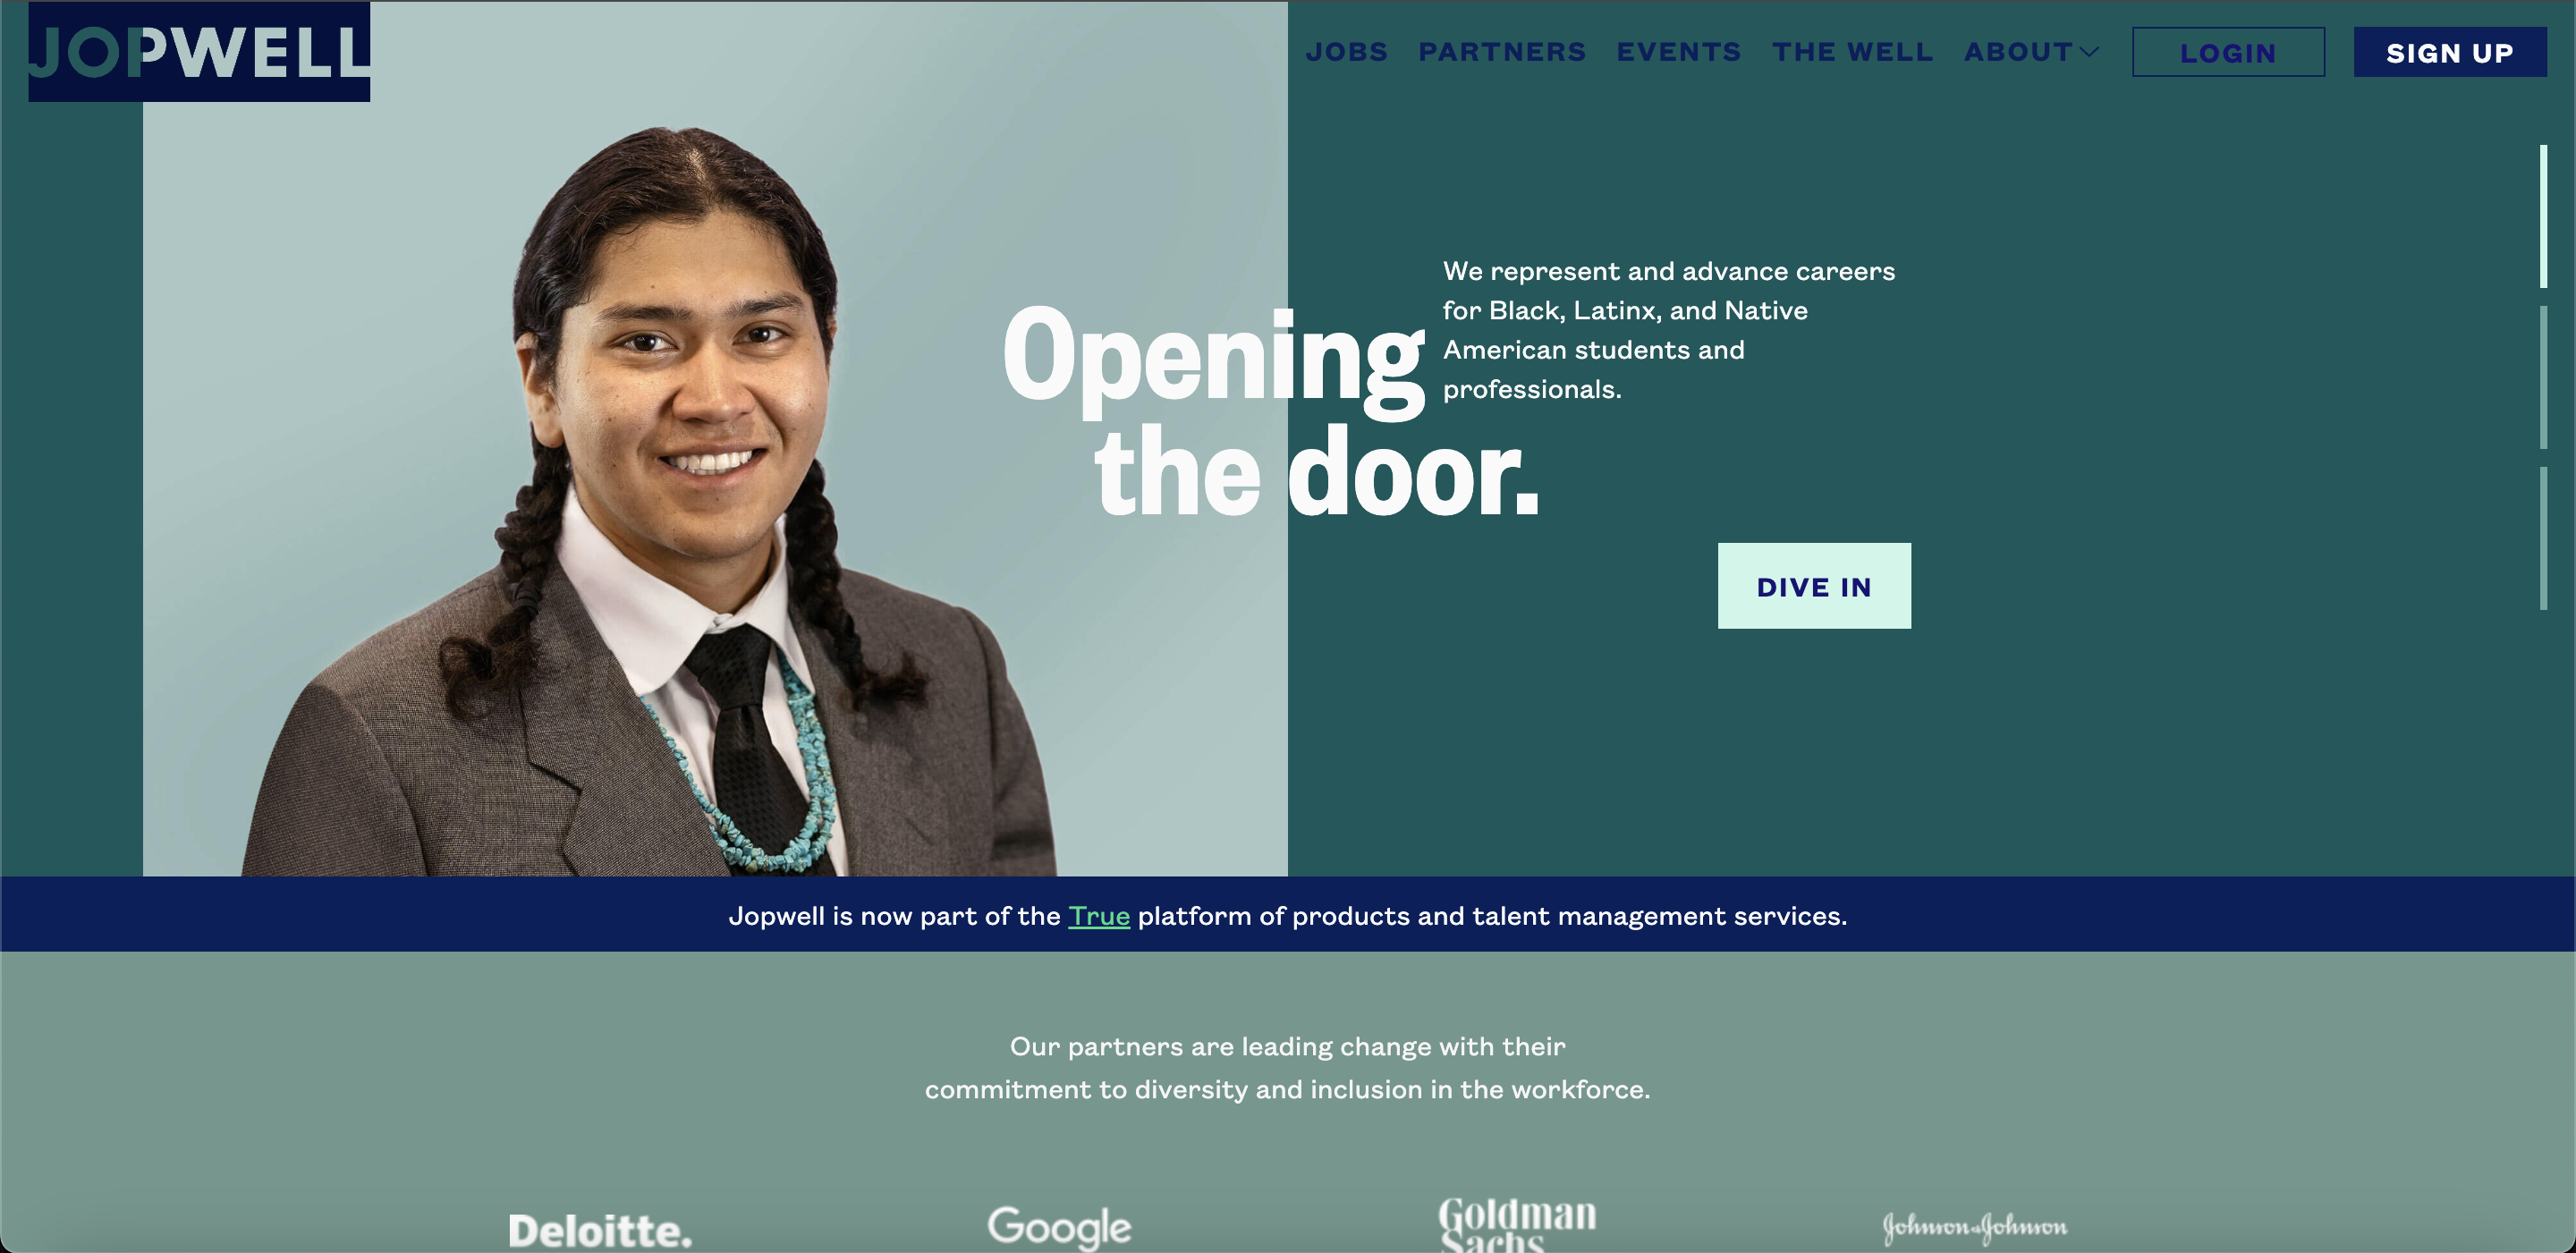 JOPWELL
JOBS PARTNERS EVENTS THE WELL ABOUT LOGIN SIGN UP
We represent and advance careers
for Black, Latinx, and Native
American students and
professionals.
Opening
the door.
DIVE IN
Jopwell is now part of the True platform of products and talent management services.
Our partners are leading change with their
commitment to diversity and inclusion in the workforce.
Deloitte. Google Goldman Johnson & Johnson
Sachs